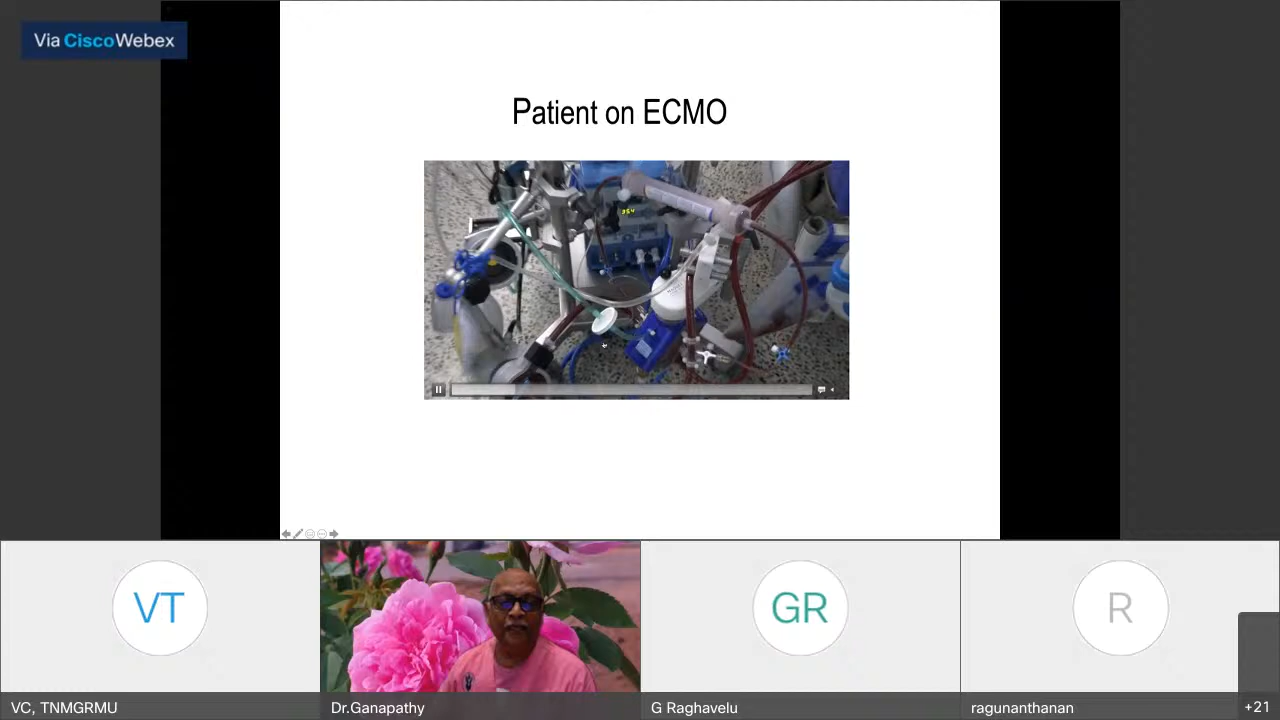 Via CiscoWebex
Patient on ECMO
VT
GR
R
VC, TNMGRMU
Dr.Ganapathy
G Raghavelu
ragunanthanan
+21